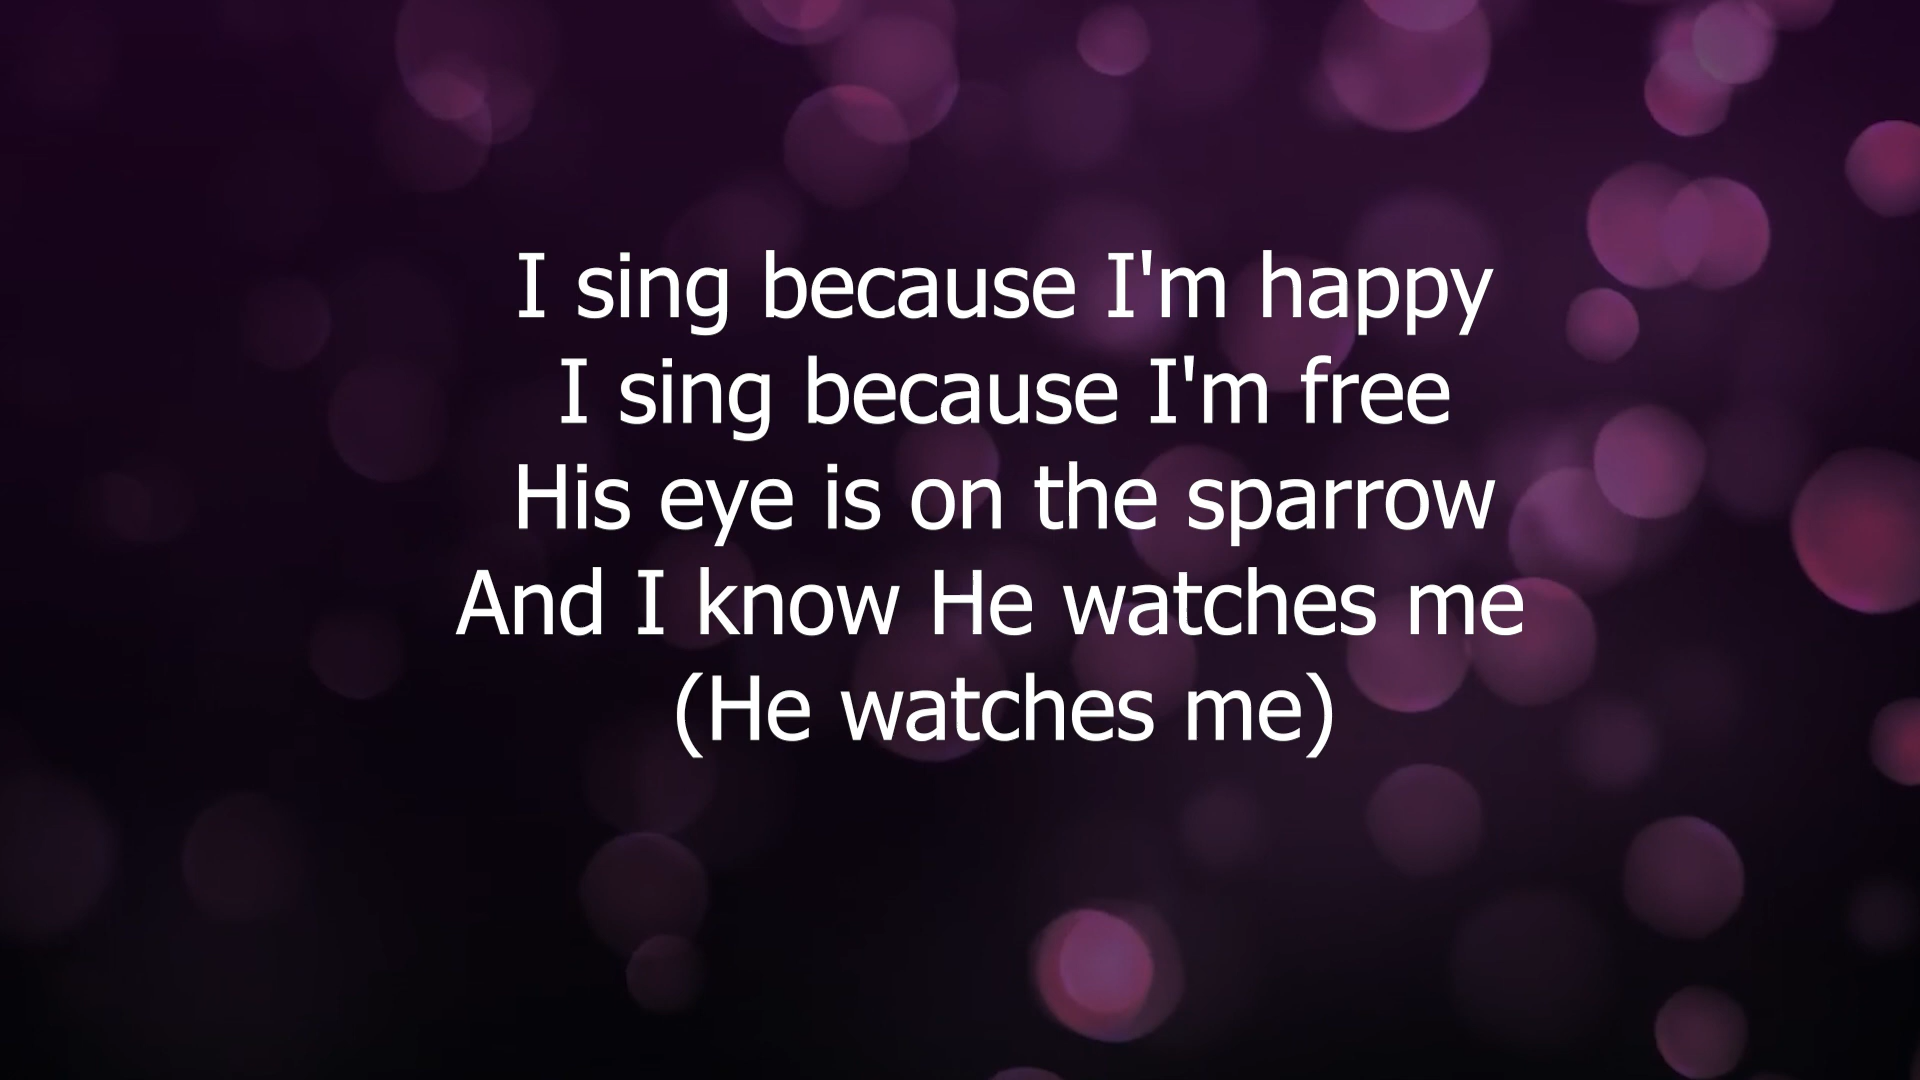 I sing because I'm happy
I sing because I'm free
His eye is on the sparrow
And I know He watches me
(He watches me)